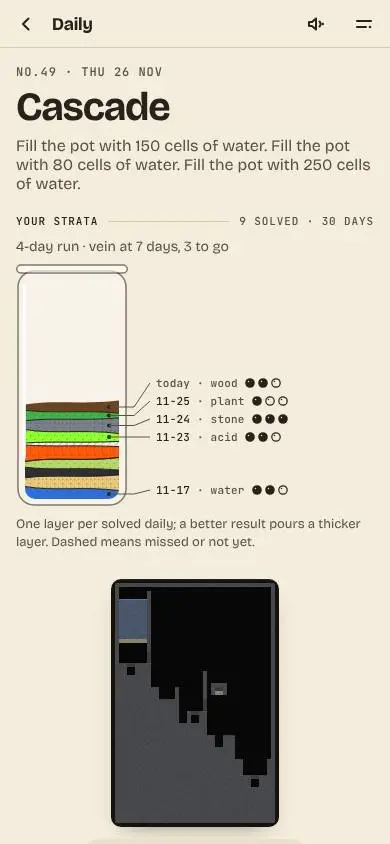 Daily
NO.49 · THU 26 NOV
Cascade
Fill the pot with 150 cells of water. Fill the pot
with 80 cells of water. Fill the pot with 250 cells
of water.
YOUR STRATA
9 SOLVED · 30 DAYS
4-day run · vein at 7 days, 3 to go
today · wood
11-25 · plant
11-24 · stone
11-23 · acid
11-17 · water
One layer per solved daily; a better result pours a thicker
layer. Dashed means missed or not yet.